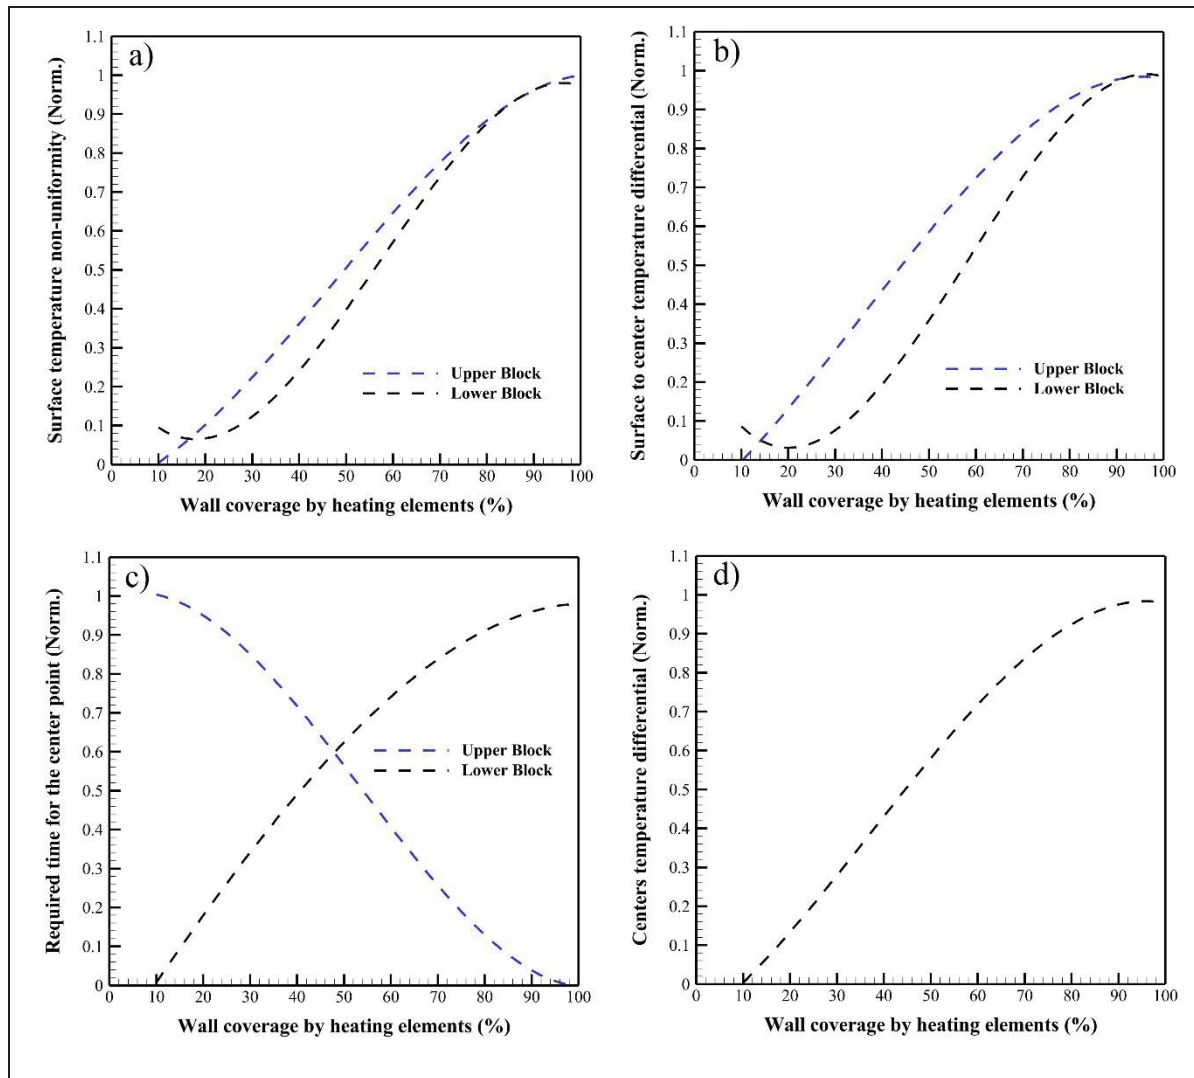 a)
Surface temperature non-uniformity (Norm.)
1.1
1
0.9
0.8
0.7
0.6
0.5
0.4
0.3
0.2
0.1
0
0 10 20 30 40 50 60 70 80 90 100
Upper Block
Lower Block
Wall coverage by heating elements (%)
b)
Surface to center temperature differential (Norm.)
1.1
1
0.9
0.8
0.7
0.6
0.5
0.4
0.3
0.2
0.1
0
0 10 20 30 40 50 60 70 80 90 100
Upper Block
Lower Block
Wall coverage by heating elements (%)
c)
Required time for the center point (Norm.)
1.1
1
0.9
0.8
0.7
0.6
0.5
0.4
0.3
0.2
0.1
0
0 10 20 30 40 50 60 70 80 90 100
Upper Block
Lower Block
Wall coverage by heating elements (%)
d)
Centers temperature differential (Norm.)
1.1
1
0.9
0.8
0.7
0.6
0.5
0.4
0.3
0.2
0.1
0
0 10 20 30 40 50 60 70 80 90 100
Wall coverage by heating elements (%)